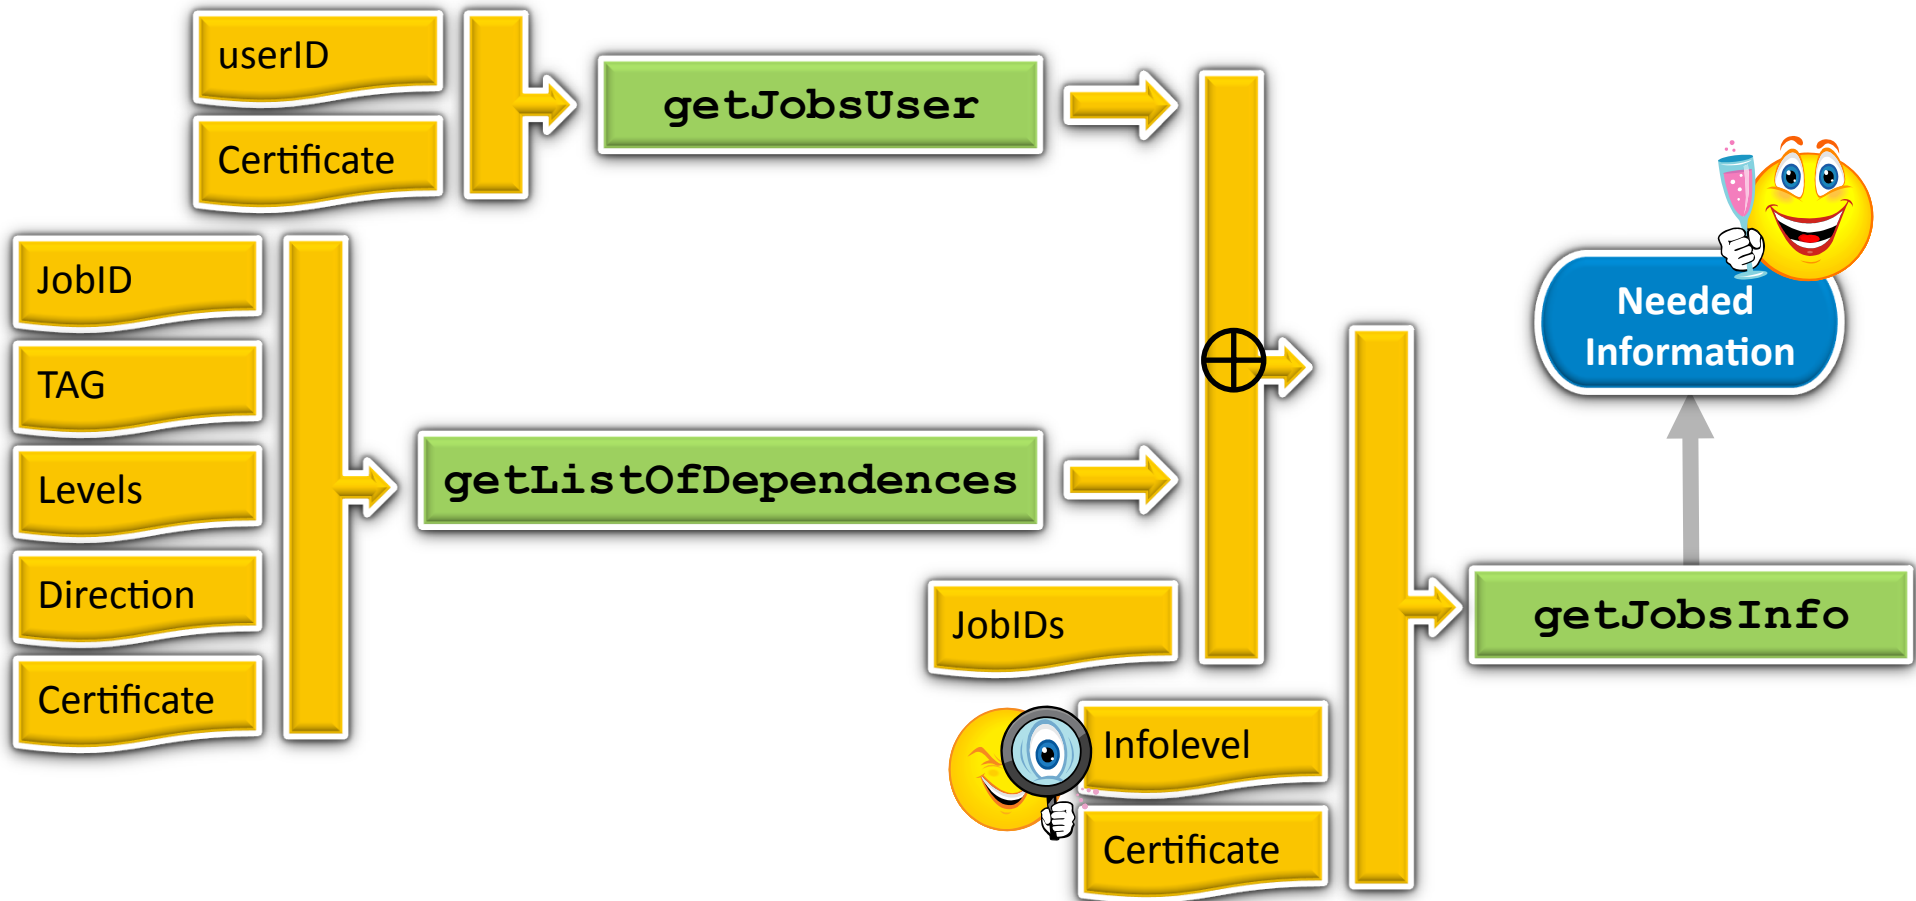 userID
Certificate
getJobsUser
JobID
TAG
Levels
Direction
Certificate
getListOfDependences
JobIDs
Infolevel
Certificate
getJobsInfo
Needed
Information